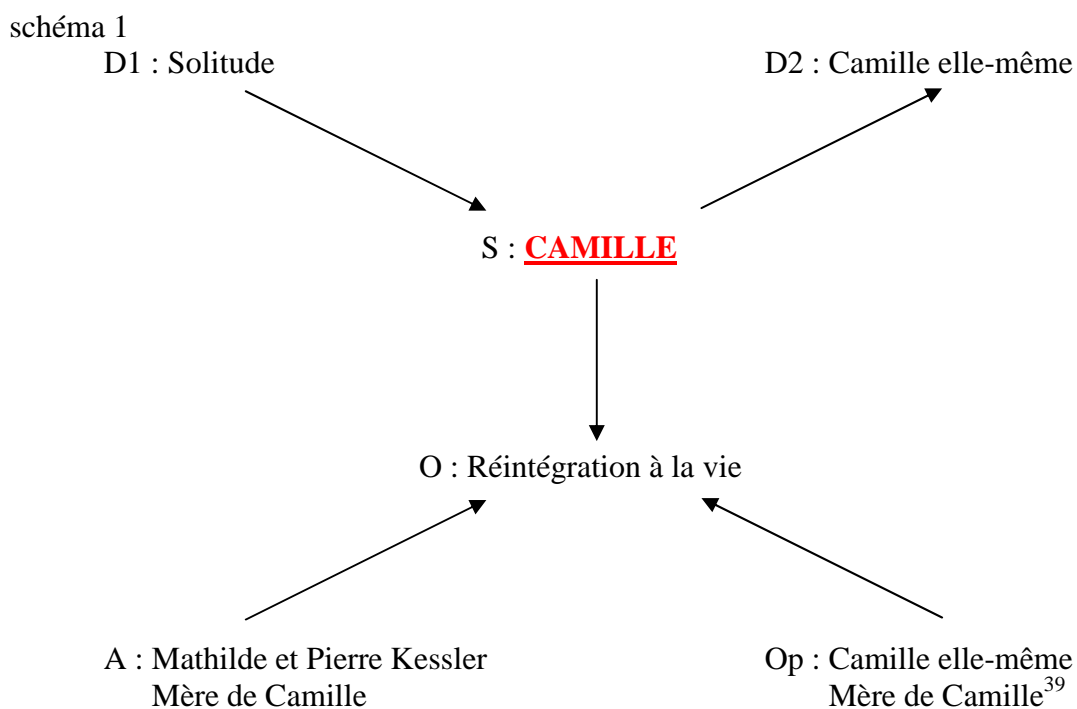 schéma 1
D1 : Solitude D2 : Camille elle-même
S : CAMILLE
O : Réintégration à la vie
A : Mathilde et Pierre Kessler Op : Camille elle-même
Mère de Camille Mère de Camille39